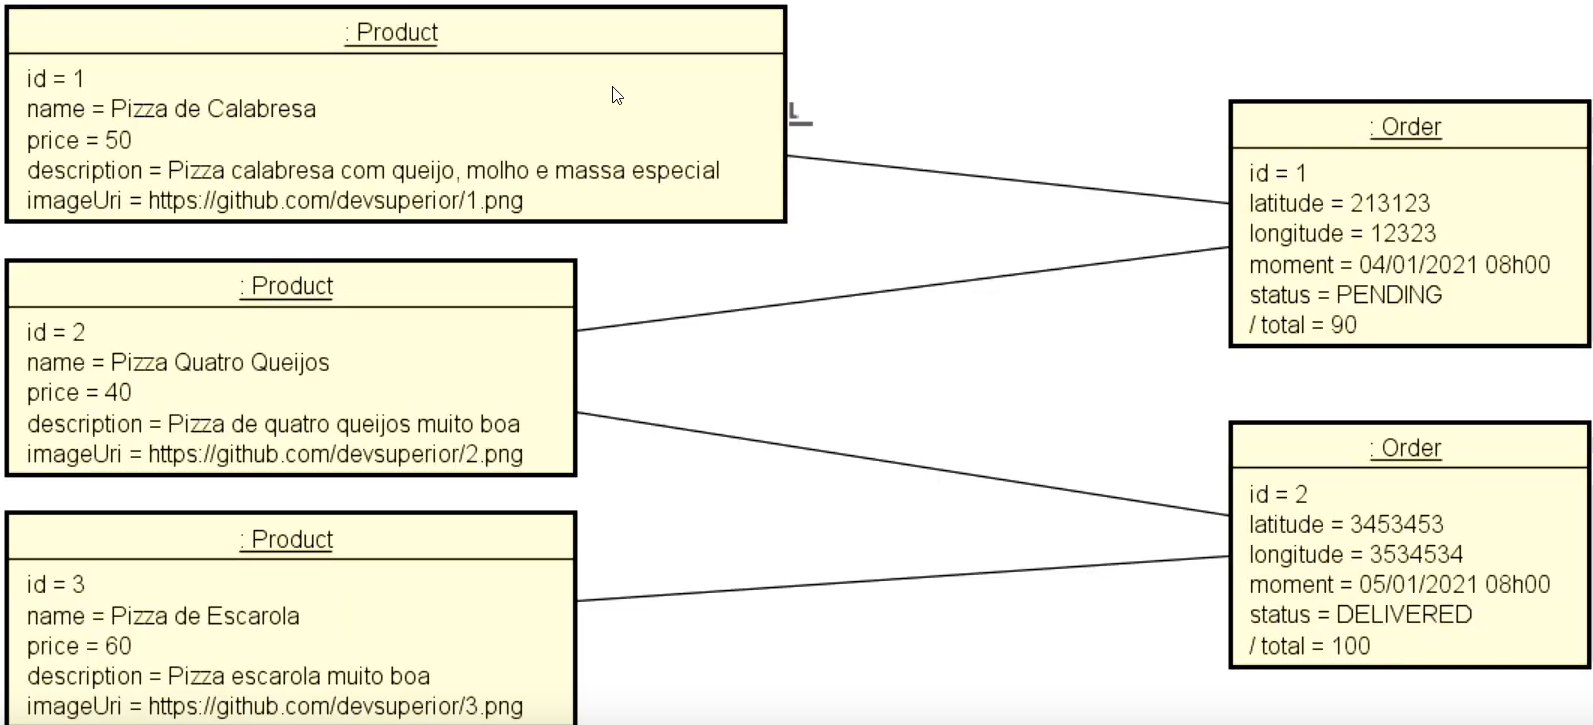 : Product
id = 1
name = Pizza de Calabresa
price = 50
description = Pizza calabresa com queijo, molho e massa especial
imageUri = https://github.com/devsuperior/1.png
: Product
id = 2
name = Pizza Quatro Queijos
price = 40
description = Pizza de quatro queijos muito boa
imageUri = https://github.com/devsuperior/2.png
: Product
id = 3
name = Pizza de Escarola
price = 60
description = Pizza escarola muito boa
imageUri = https://github.com/devsuperior/3.png
: Order
id = 1
latitude = 213123
longitude = 12323
moment = 04/01/2021 08h00
status = PENDING
/ total = 90
: Order
id = 2
latitude = 3453453
longitude = 3534534
moment = 05/01/2021 08h00
status = DELIVERED
/ total = 100